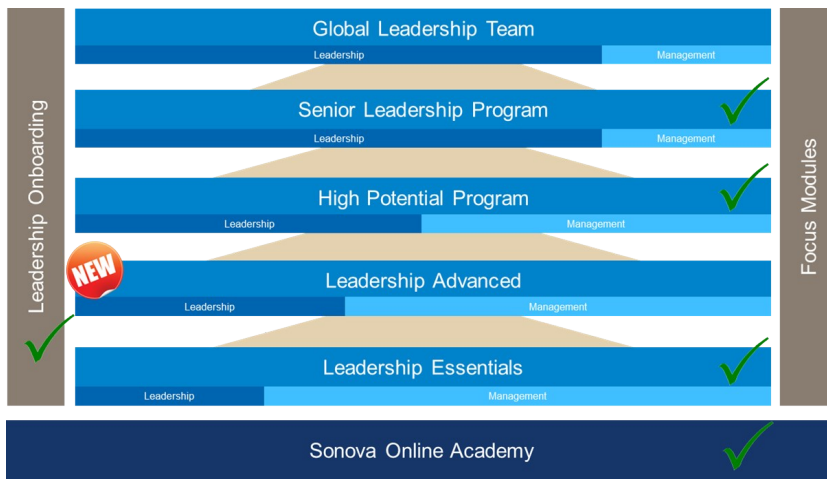 Global Leadership Team
Leadership
Management
Senior Leadership Program
Leadership
Management
High Potential Program
Leadership
Management
NEW
Leadership Advanced
Leadership
Management
Leadership Essentials
Leadership
Management
Sonova Online Academy
Leadership Onboarding
Focus Modules